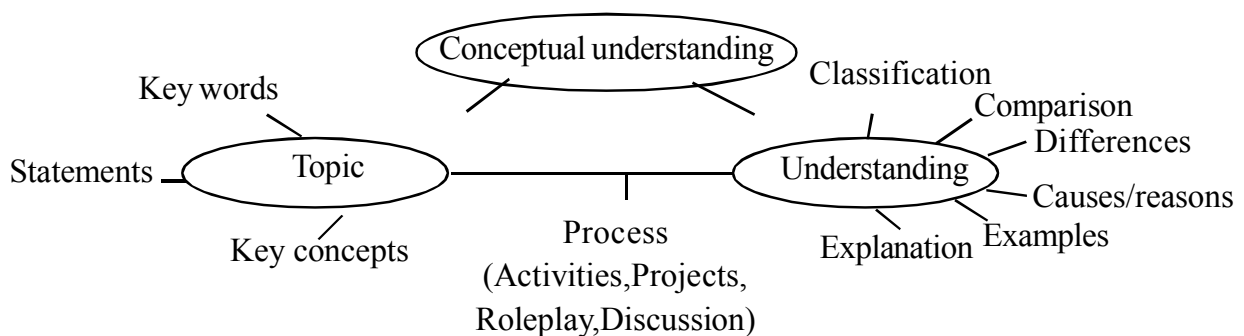 Conceptual understanding
Classification
Key words
Comparison
Differences
Statements
Topic
Understanding
Causes/reasons
Key concepts
Process
Explanation
Examples
(Activities,Projects,
Roleplay,Discussion)